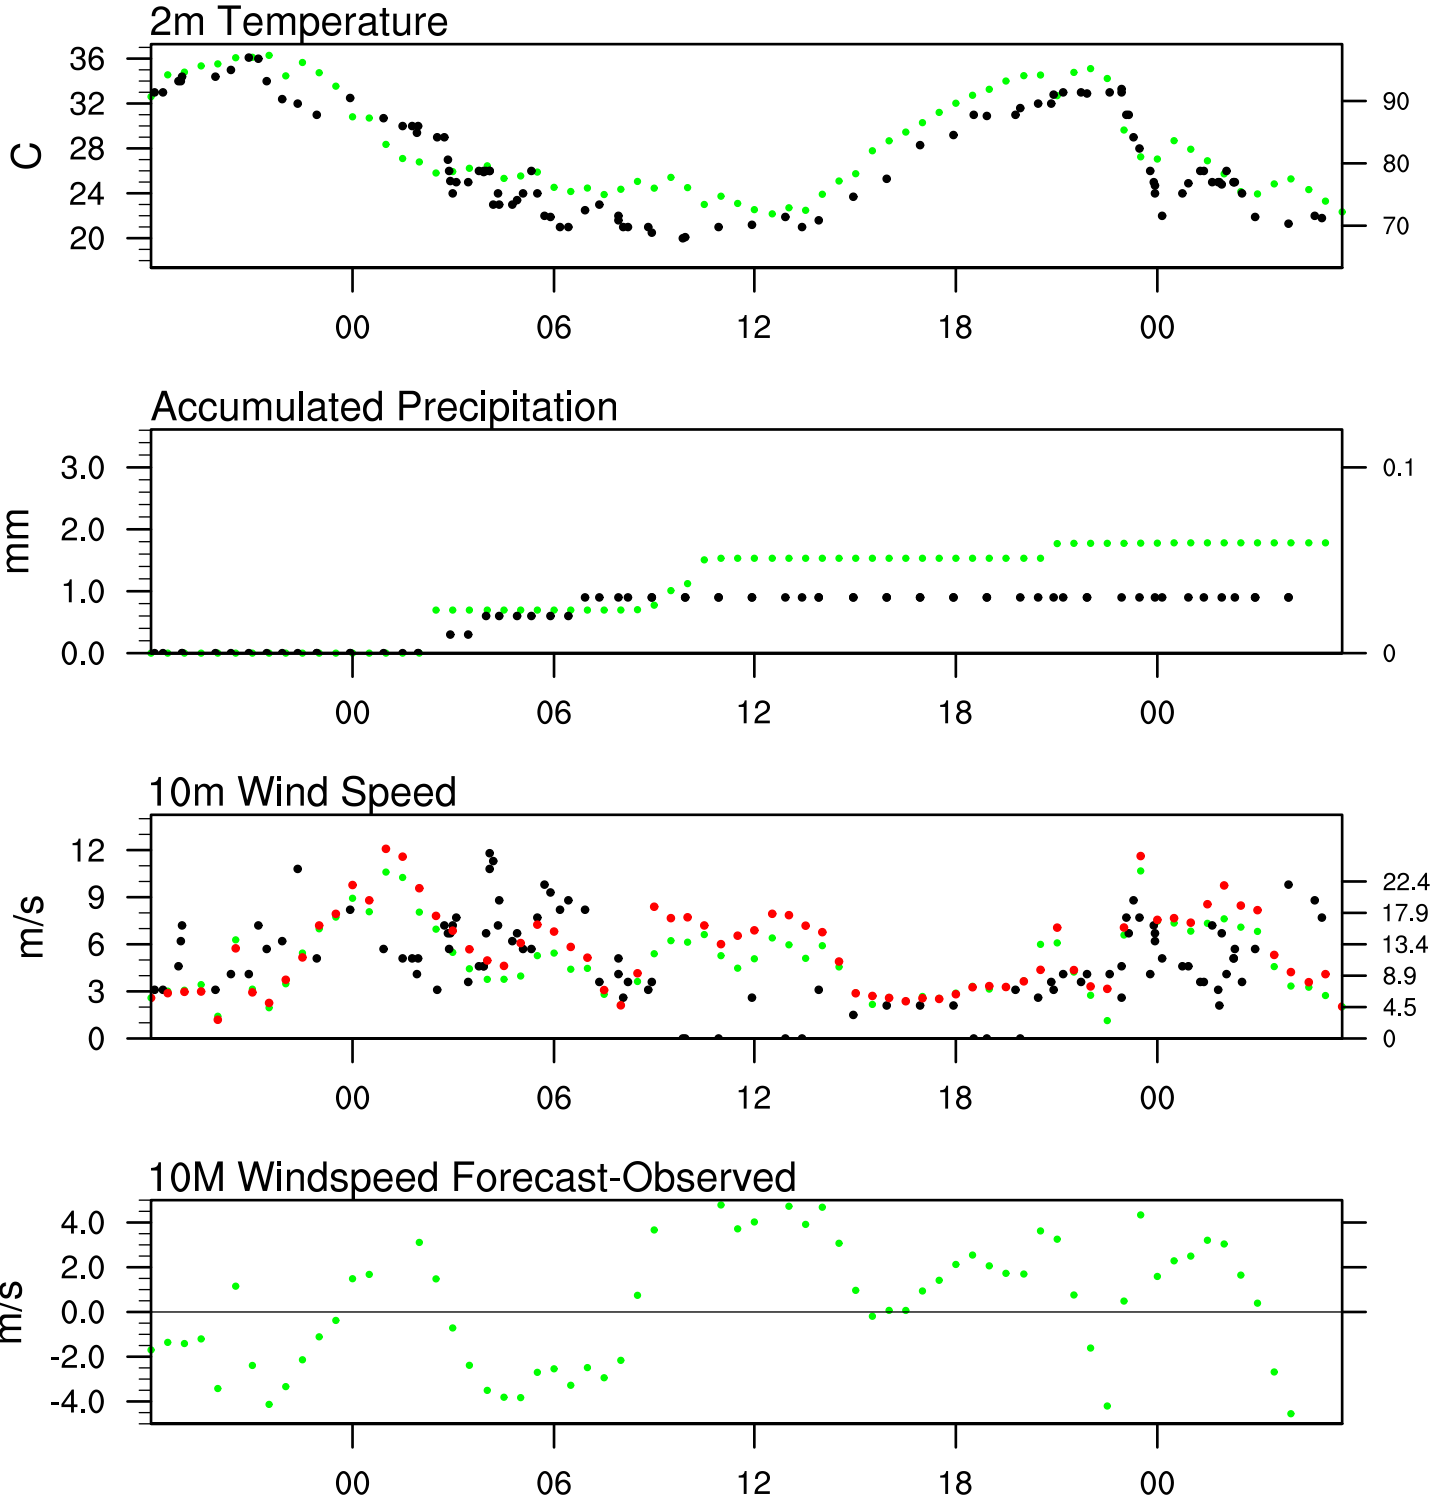 2m Temperature
36
32
28
24
20
C
90
80
70
00 06 12 18 00
Accumulated Precipitation
3.0
2.0
1.0
0.0
mm
0.1
0
00 06 12 18 00
10m Wind Speed
12
9
6
3
0
m/s
22.4
17.9
13.4
8.9
4.5
0
00 06 12 18 00
10M Windspeed Forecast-Observed
4.0
2.0
0.0
-2.0
-4.0
m/s
00 06 12 18 00